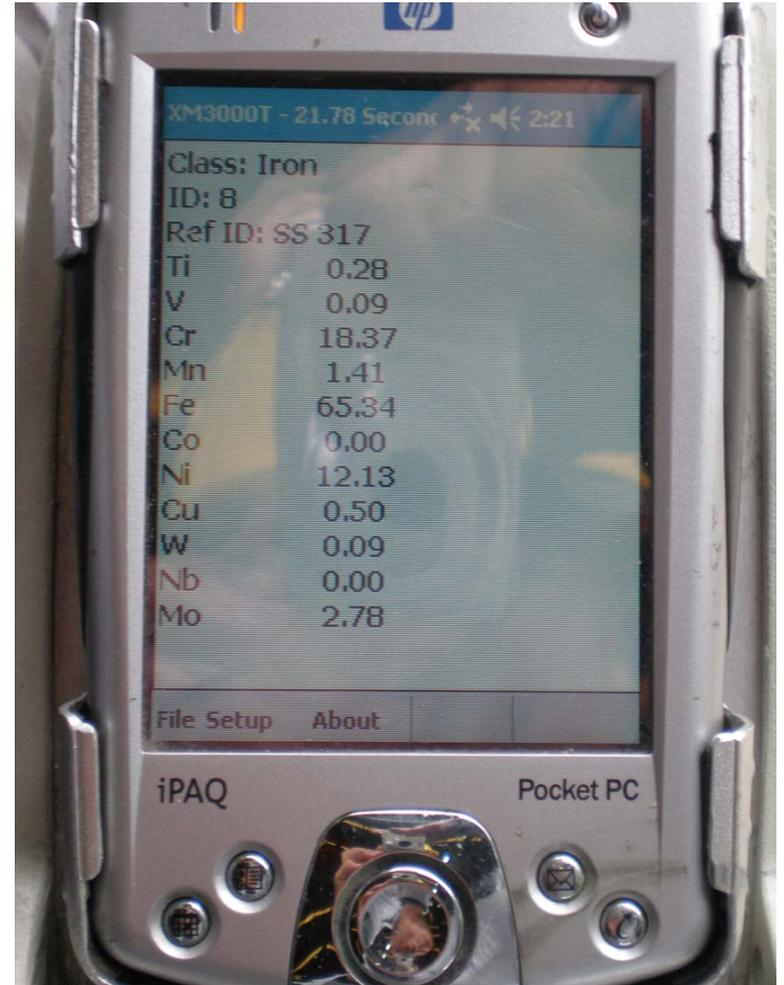 hp
XM3000T - 21.78 Secon 2:21
Class: Iron
ID: 8
Ref ID: SS 317
Ti 0.28
V 0.09
Cr 18.37
Mn 1.41
Fe 65.34
Co 0.00
Ni 12.13
Cu 0.50
W 0.09
Nb 0.00
Mo 2.78
File Setup About
iPAQ Pocket PC